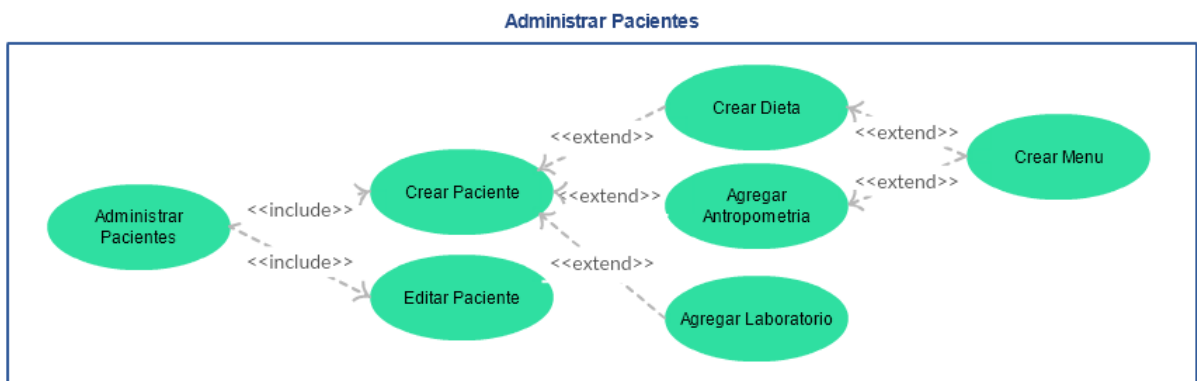 Administrar Pacientes
Crear Dieta
<<extend>>
<<extend>>
Crear Menu
Crear Paciente
<<extend>>
Agregar
Antropometria
<<extend>>
Administrar
Pacientes
<<include>>
<<include>>
<<extend>>
Editar Paciente
Agregar Laboratorio